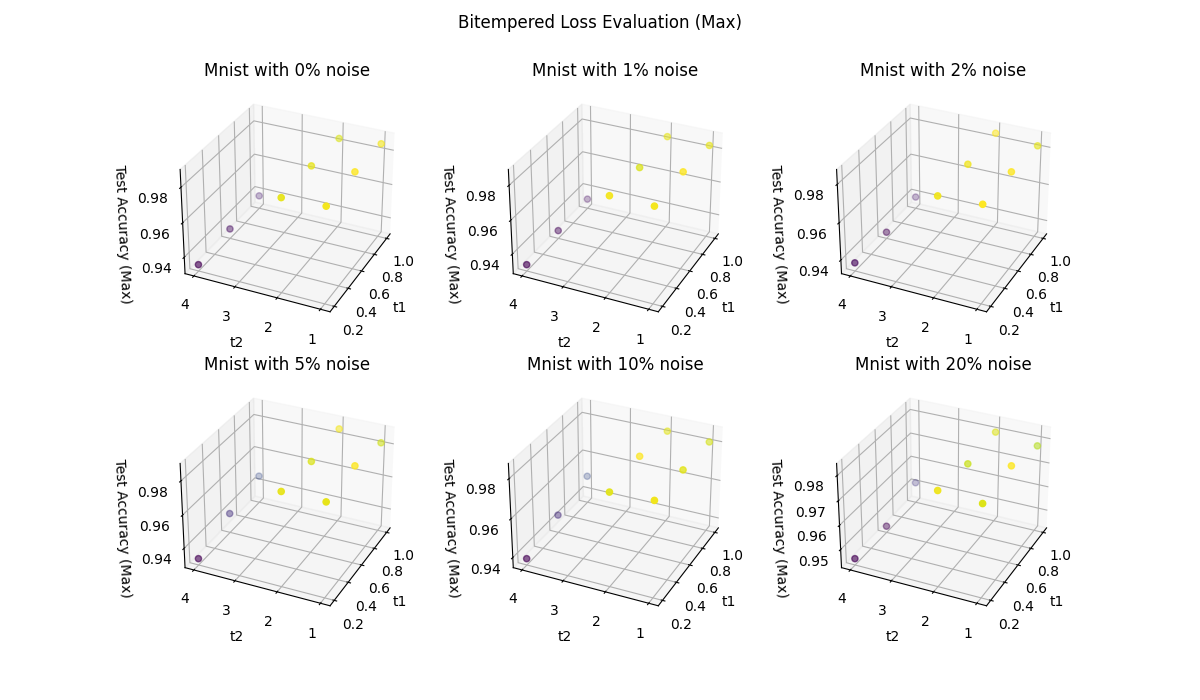 Bitempered Loss Evaluation (Max)
Mnist with 0% noise
Test Accuracy (Max)
0.98
0.96
0.94
4
3
2
1
t2
0.2
0.4
0.6
0.8
1.0
t1
Mnist with 1% noise
Test Accuracy (Max)
0.98
0.96
0.94
4
3
2
1
t2
0.2
0.4
0.6
0.8
1.0
t1
Mnist with 2% noise
Test Accuracy (Max)
0.98
0.96
0.94
4
3
2
1
t2
0.2
0.4
0.6
0.8
1.0
t1
Mnist with 5% noise
Test Accuracy (Max)
0.98
0.96
0.94
4
3
2
1
t2
0.2
0.4
0.6
0.8
1.0
t1
Mnist with 10% noise
Test Accuracy (Max)
0.98
0.96
0.94
4
3
2
1
t2
0.2
0.4
0.6
0.8
1.0
t1
Mnist with 20% noise
Test Accuracy (Max)
0.98
0.97
0.96
0.95
4
3
2
1
t2
0.2
0.4
0.6
0.8
1.0
t1